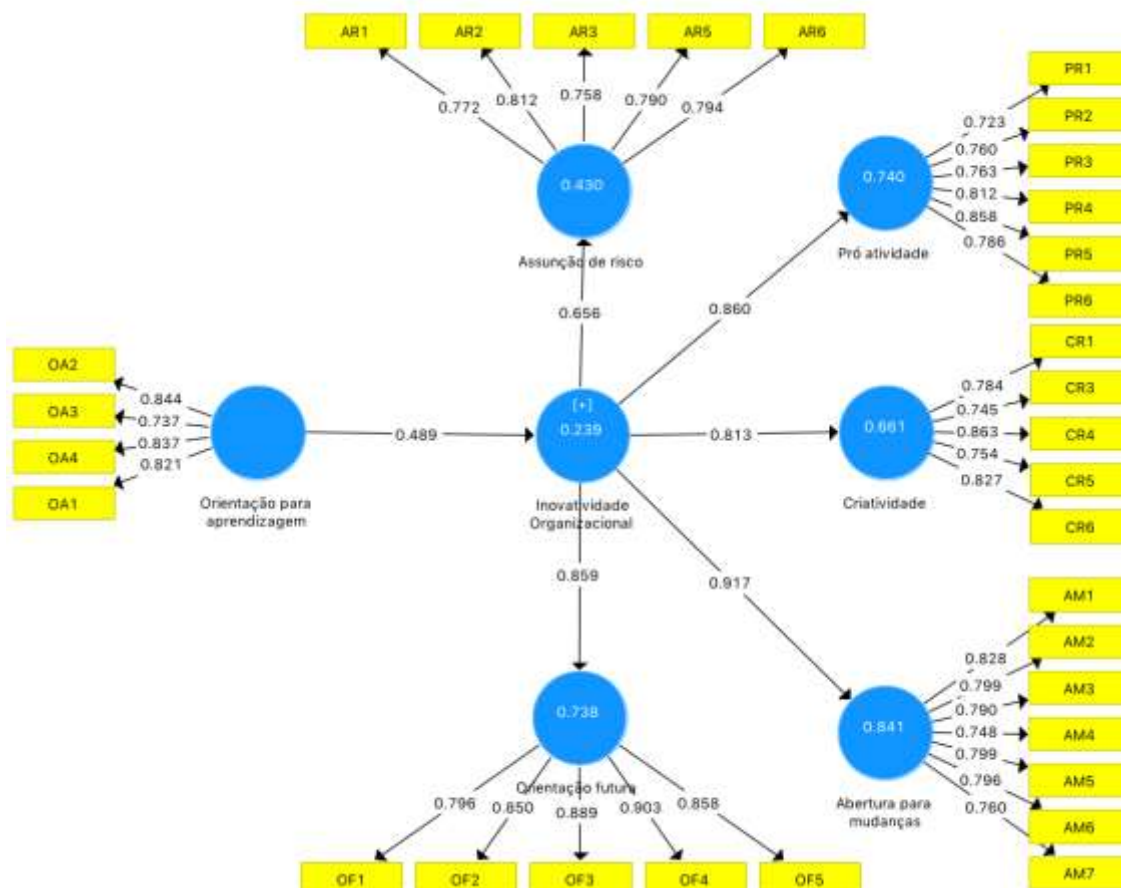 AR1
AR2
AR3
AR5
AR6
0.772
0.812
0.758
0.790
0.794
0.430
Assunção de risco
PR1
PR2
PR3
PR4
PR5
PR6
0.723
0.760
0.763
0.812
0.858
0.786
0.740
Pró atividade
0.656
0.860
OA2
OA3
OA4
OA1
0.844
0.737
0.837
0.821
Orientação para
aprendizagem
0.489
[+]
0.239
Inovatividade
Organizacional
0.813
0.661
Criatividade
CR1
CR3
CR4
CR5
CR6
0.784
0.745
0.863
0.754
0.827
0.859
0.917
0.738
Orientação futura
0.796
0.850
0.889
0.903
0.858
OF1
OF2
OF3
OF4
OF5
0.841
Abertura para
mudanças
0.828
0.799
0.790
0.748
0.799
0.796
0.760
AM1
AM2
AM3
AM4
AM5
AM6
AM7